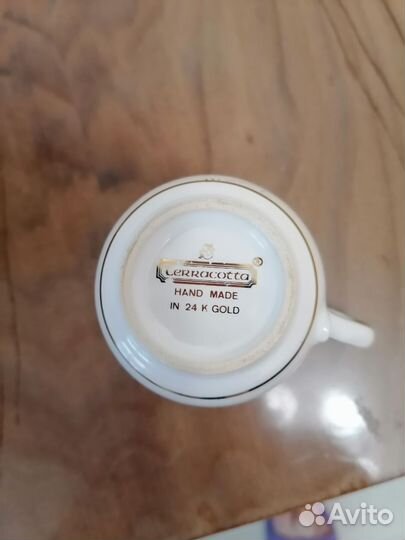 Terracotta ®
HAND MADE
IN 24 K GOLD
Avito